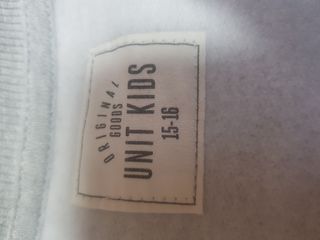 ORIGINAL
GOODS
UNIT KIDS
15-16